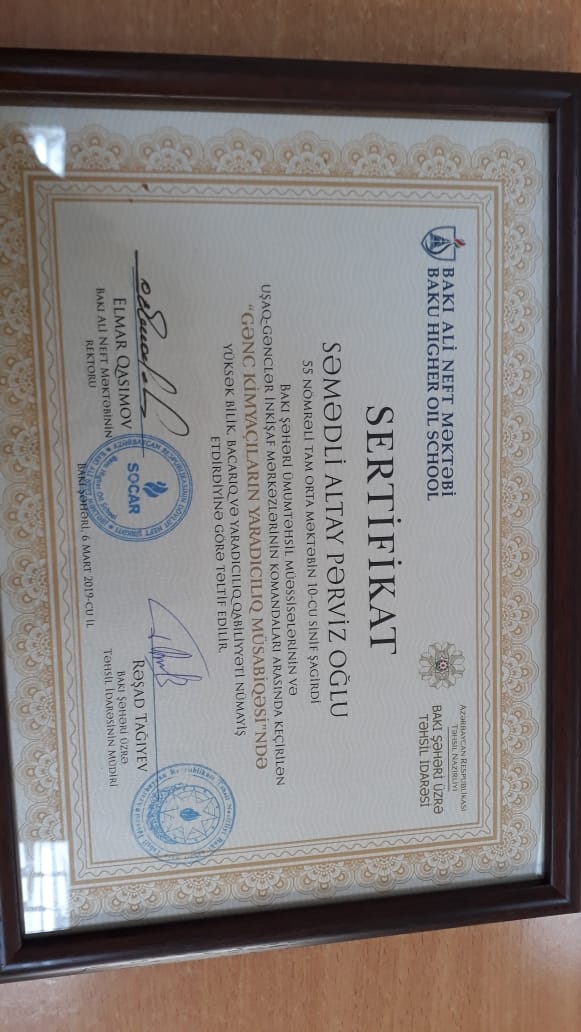 BAKI ALİ NEFT MƏKTƏBİ
BAKU HIGHER OIL SCHOOL
AZƏRBAYCAN RESPUBLİKASI
TƏHSİL NAZİRLİYİ
BAKI ŞƏHƏRİ ÜZRƏ
TƏHSİL İDARƏSİ
SERTİFİKAT
SƏMƏDLİ ALTAY PƏRVİZ OĞLU
55 NÖMRƏLİ TAM ORTA MƏKTƏBİN 10-CU SİNİF ŞAGİRDİ
BAKI ŞƏHƏRİ ÜMUMTƏHSİL MÜƏSSİSƏLƏRİNİN VƏ
UŞAQ-GƏNCLƏR İNKİŞAF MƏRKƏZLƏRİNİN KOMANDALARI ARASINDA KEÇİRİLƏN
"GƏNC KİMYAÇILARIN YARADICILIQ MÜSABİQƏSİ"NDƏ
YÜKSƏK BİLİK, BACARIQ VƏ YARADICILIQ QABİLİYYƏTİ NÜMAYİŞ
ETDİRDİYİNƏ GÖRƏ TƏLTİF EDİLİR.
ELMAR QASIMOV
BAKI ALİ NEFT MƏKTƏBİNİN
REKTORU
SOCAR
RƏŞAD TAĞIYEV
BAKI ŞƏHƏRİ ÜZRƏ
TƏHSİL İDARƏSİNİN MÜDİRİ
BAKI ŞƏHƏRİ, 6 MART 2019-CU İL